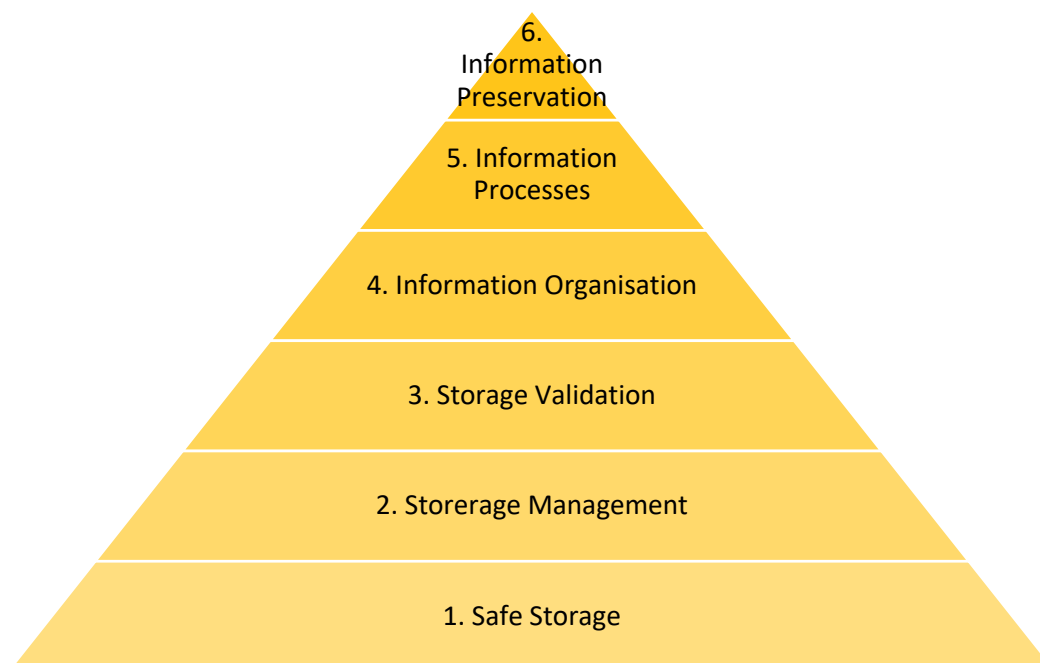 6.
Information
Preservation
5. Information
Processes
4. Information Organisation
3. Storage Validation
2. Storerage Management
1. Safe Storage